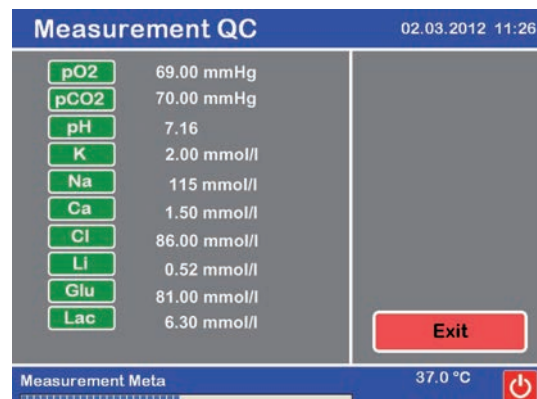 Measurement QC 02.03.2012 11:26
pO2 69.00 mmHg
pCO2 70.00 mmHg
pH 7.16
K 2.00 mmol/l
Na 115 mmol/l
Ca 1.50 mmol/l
Cl 86.00 mmol/l
Li 0.52 mmol/l
Glu 81.00 mmol/l
Lac 6.30 mmol/l
Exit
Measurement Meta 37.0 °C